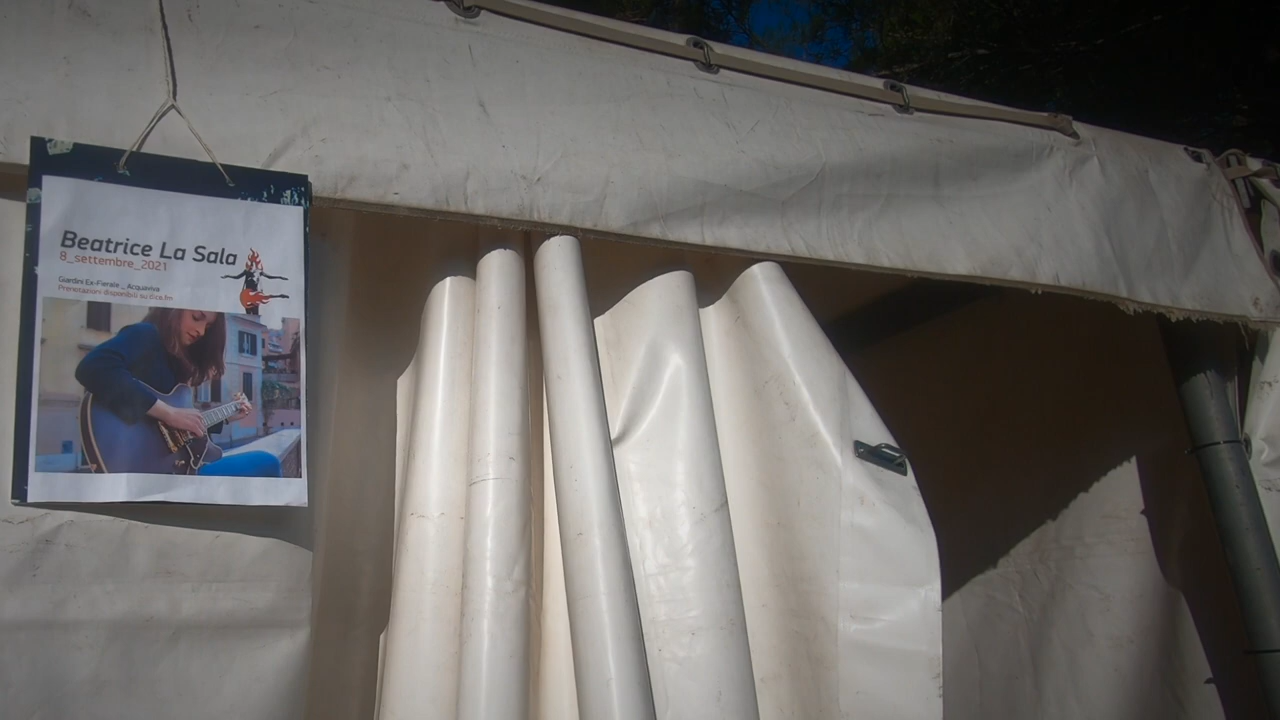 Beatrice La Sala
8_settembre_2021
Giardini Ex-Fierale _ Acquaviva
Prenotazioni disponibili su dice.fm